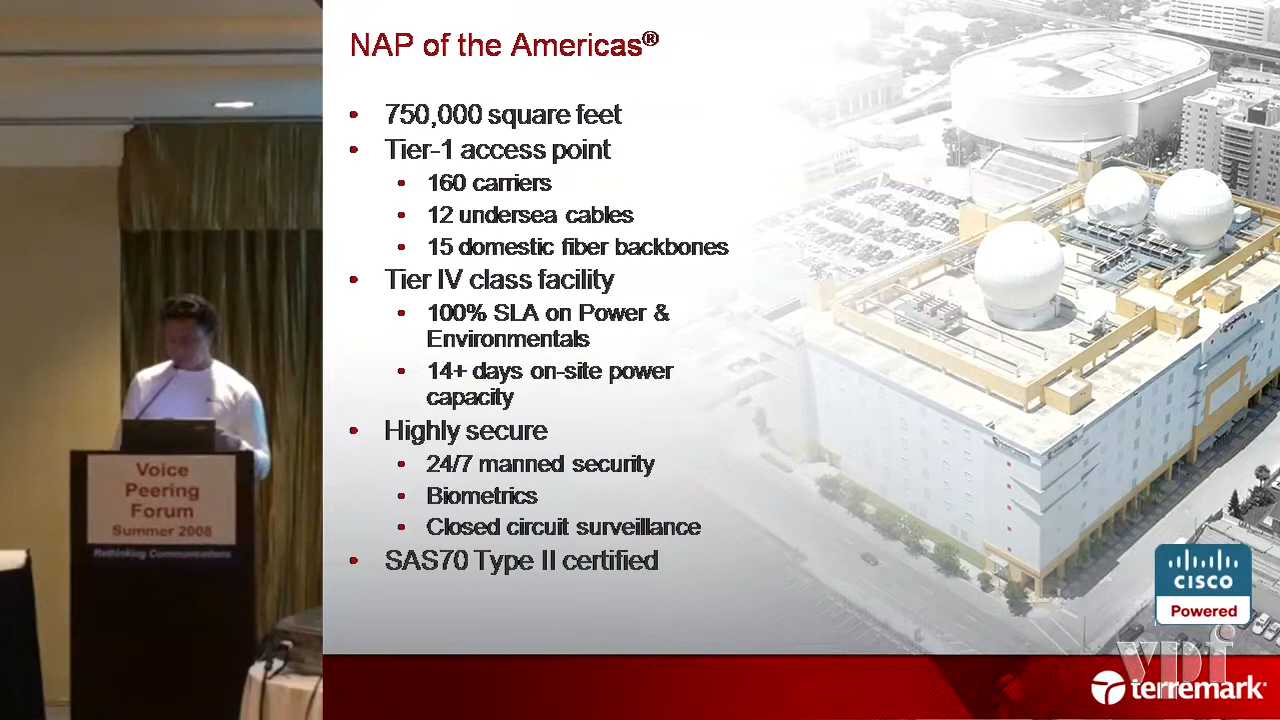 NAP of the Americas®
• 750,000 square feet
• Tier-1 access point
• 160 carriers
• 12 undersea cables
• 15 domestic fiber backbones
• Tier IV class facility
• 100% SLA on Power &
Environmentals
• 14+ days on-site power
capacity
• Highly secure
• 24/7 manned security
• Biometrics
• Closed circuit surveillance
• SAS70 Type II certified
Voice
Peering
Forum
Summer 2008
Rethinking Communications
CISCO
Powered
vpf
terremark